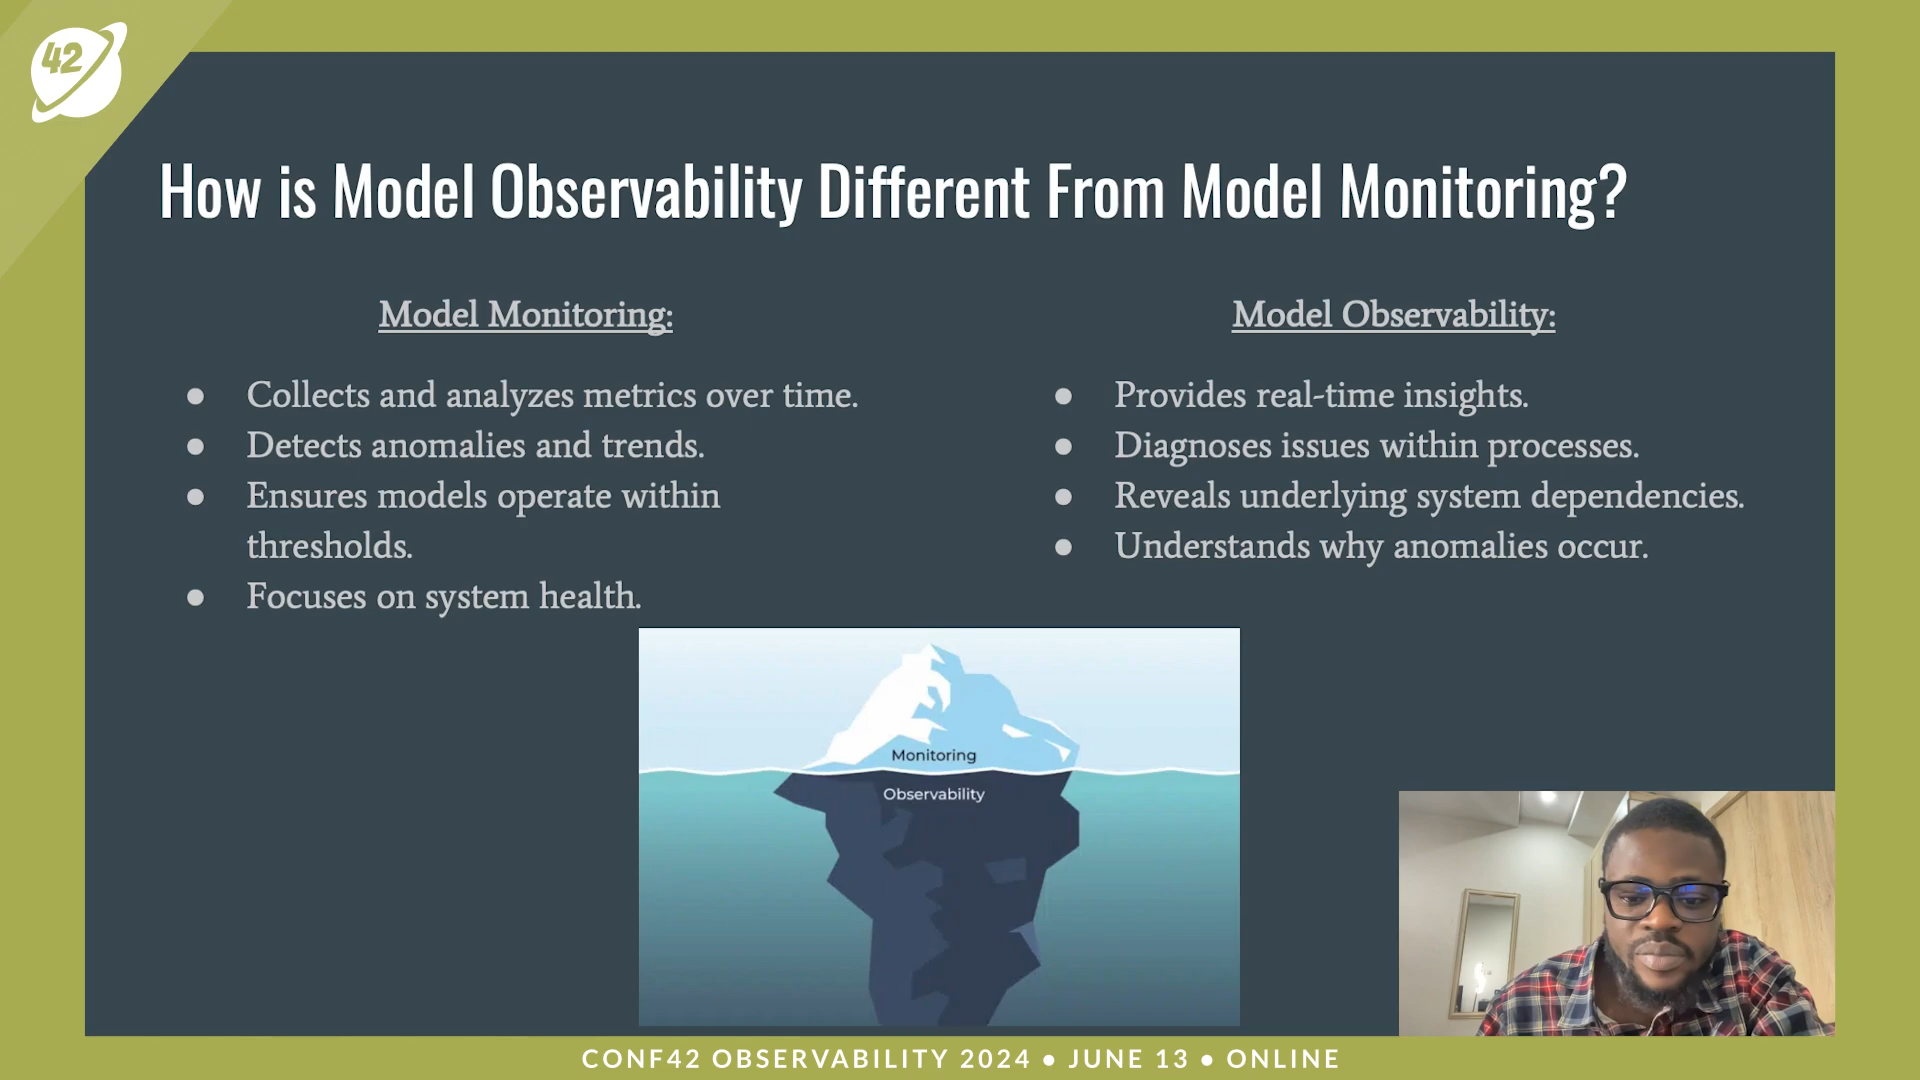 42
How is Model Observability Different From Model Monitoring?
Model Monitoring:
● Collects and analyzes metrics over time.
● Detects anomalies and trends.
● Ensures models operate within
thresholds.
● Focuses on system health.
Model Observability:
● Provides real-time insights.
● Diagnoses issues within processes.
● Reveals underlying system dependencies.
● Understands why anomalies occur.
Monitoring
Observability
CONF42 OBSERVABILITY 2024 ● JUNE 13 ● ONLINE